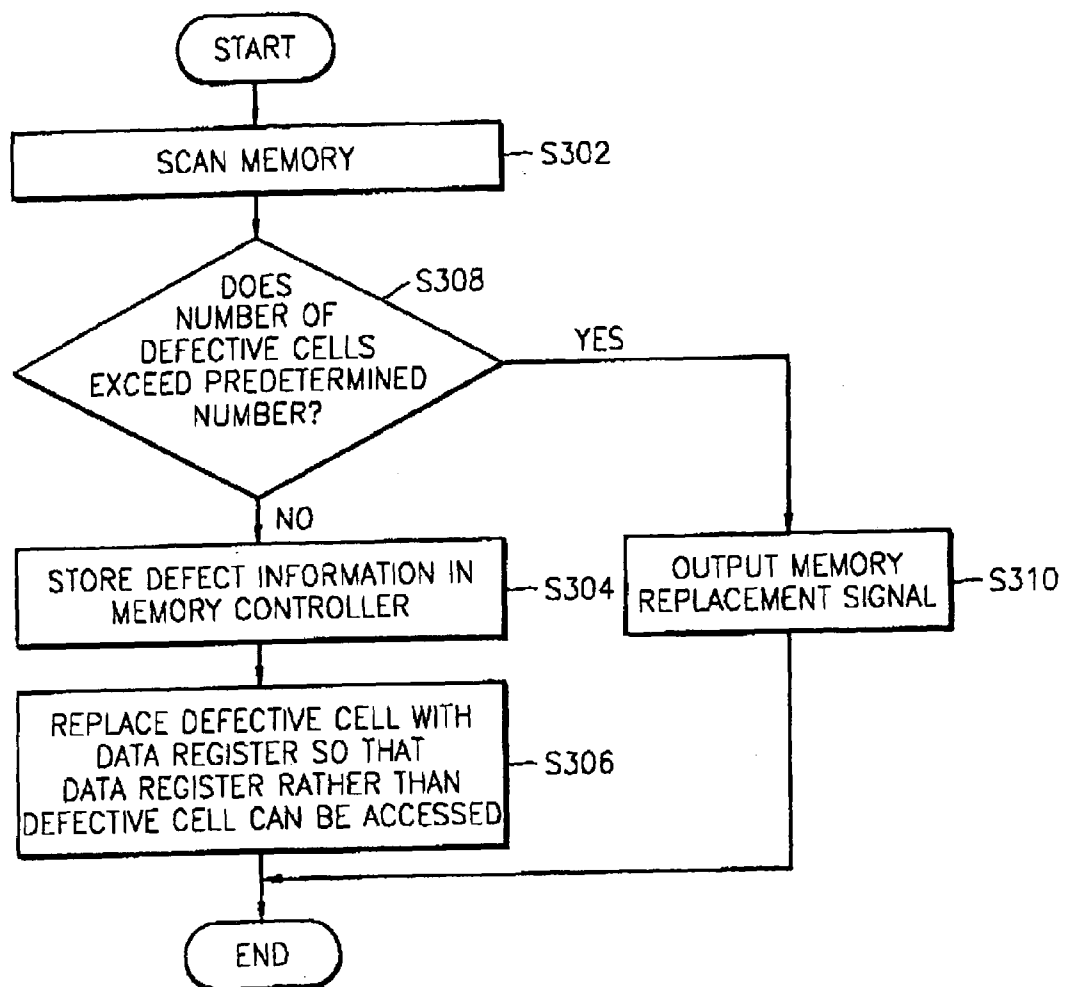 START
SCAN MEMORY
S302
DOES
NUMBER OF
DEFECTIVE CELLS
EXCEED PREDETERMINED
NUMBER?
S308
YES
NO
STORE DEFECT INFORMATION IN
MEMORY CONTROLLER
S304
OUTPUT MEMORY
REPLACEMENT SIGNAL
S310
REPLACE DEFECTIVE CELL WITH
DATA REGISTER SO THAT
DATA REGISTER RATHER THAN
DEFECTIVE CELL CAN BE ACCESSED
S306
END